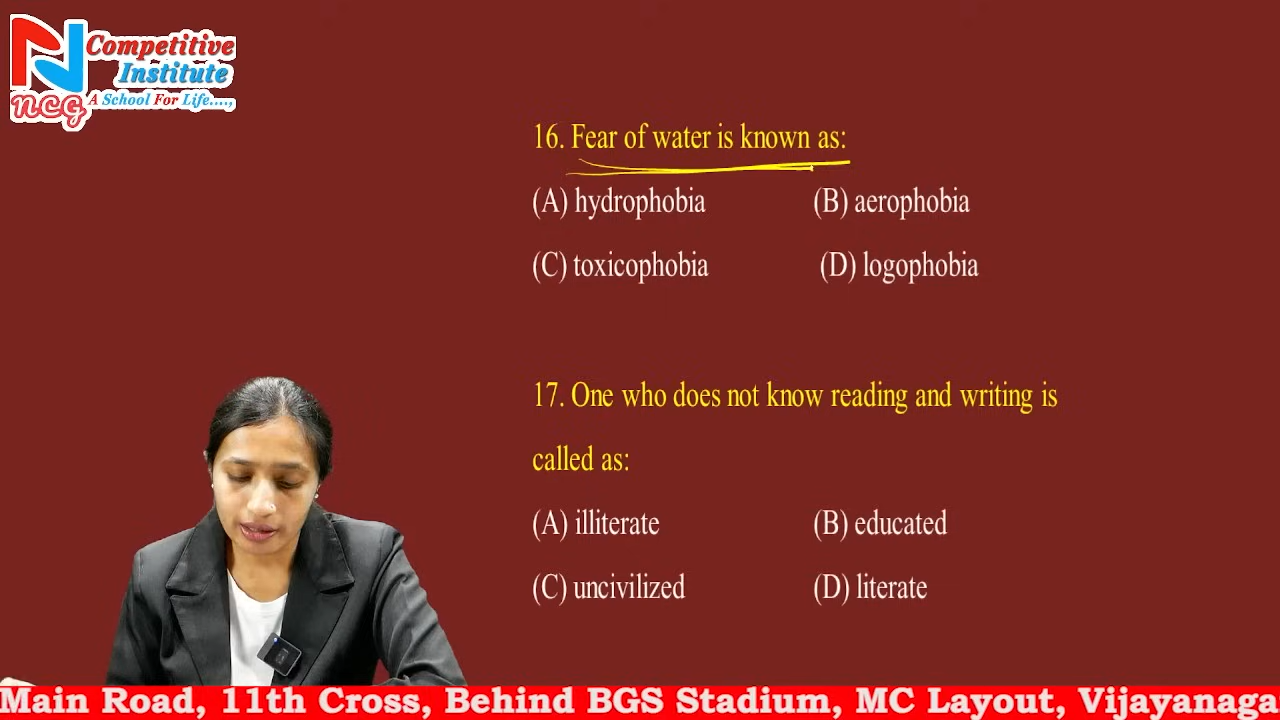 Competitive
Institute
NCG
A School For Life....,
16. Fear of water is known as:
(A) hydrophobia (B) aerophobia
(C) toxicophobia (D) logophobia
17. One who does not know reading and writing is
called as:
(A) illiterate (B) educated
(C) uncivilized (D) literate
Main Road, 11th Cross, Behind BGS Stadium, MC Layout, Vijayanaga